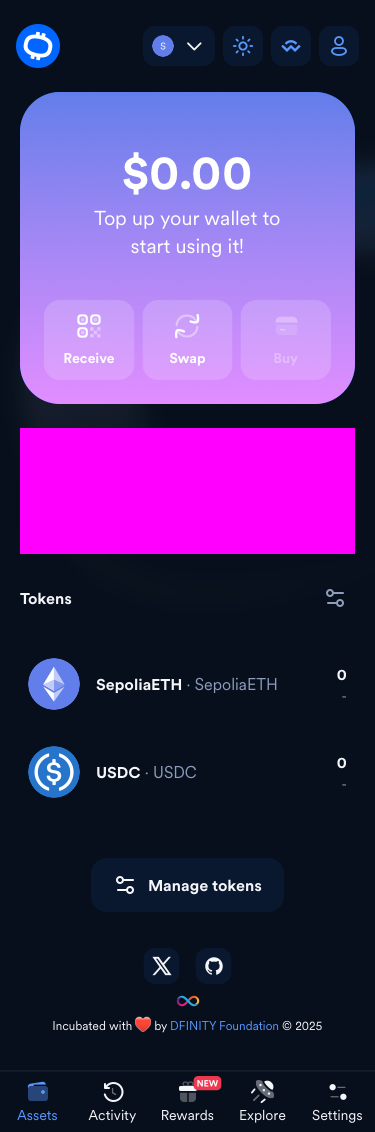 S
$0.00
Top up your wallet to
start using it!
Receive
Swap
Buy
Tokens
SepoliaETH · SepoliaETH
0
-
USDC · USDC
0
-
Manage tokens
Incubated with ❤️ by DFINITY Foundation © 2025
NEW
Assets
Activity
Rewards
Explore
Settings